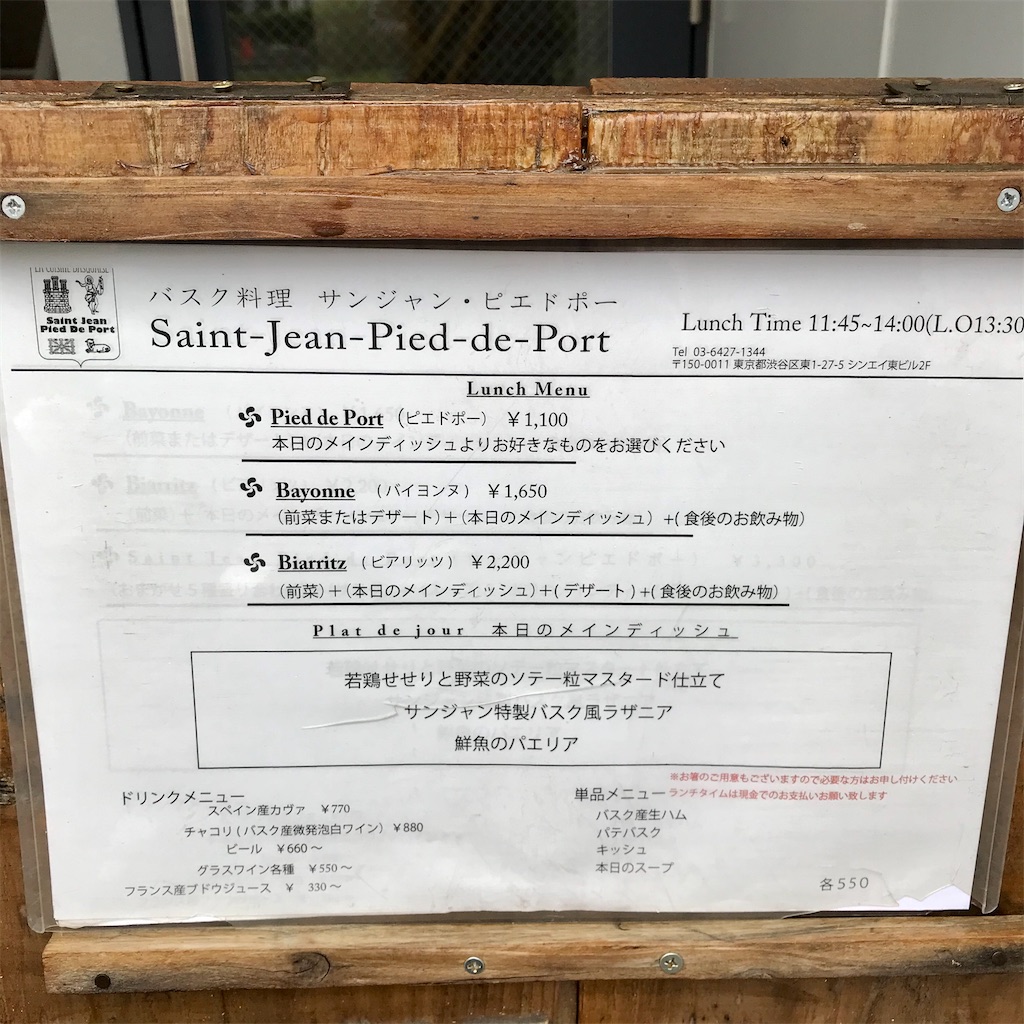 Saint Jean
Pied De Port
バスク料理 サンジャン・ピエドポー
Saint-Jean-Pied-de-Port
Lunch Time 11:45~14:00(L.O13:30
Tel 03-6427-1344
〒150-0011 東京都渋谷区東1-27-5 シンエイ東ビル2F
Lunch Menu
Pied de Port (ピエドポー) ￥1,100
本日のメインディッシュよりお好きなものをお選びください
Bayonne (バイヨンヌ) ￥1,650
(前菜またはデザート)＋(本日のメインディッシュ) +(食後のお飲み物)
Biarritz (ビアリッツ) ￥2,200
(前菜)＋(本日のメインディッシュ)＋(デザート)+(食後のお飲み物)
Plat de jour 本日のメインディッシュ
若鶏せせりと野菜のソテー粒マスタード仕立て
サンジャン特製バスク風ラザニア
鮮魚のパエリア
※お箸のご用意もございますので必要な方はお申し付けください
ランチタイムは現金でのお支払いお願い致します
ドリンクメニュー
スペイン産カヴァ ￥770
チャコリ(バスク産微発泡白ワイン) ￥880
ビール ￥660～
グラスワイン各種 ￥550～
フランス産ブドウジュース ￥ 330～
単品メニュー
バスク産生ハム
パテバスク
キッシュ
本日のスープ
各550